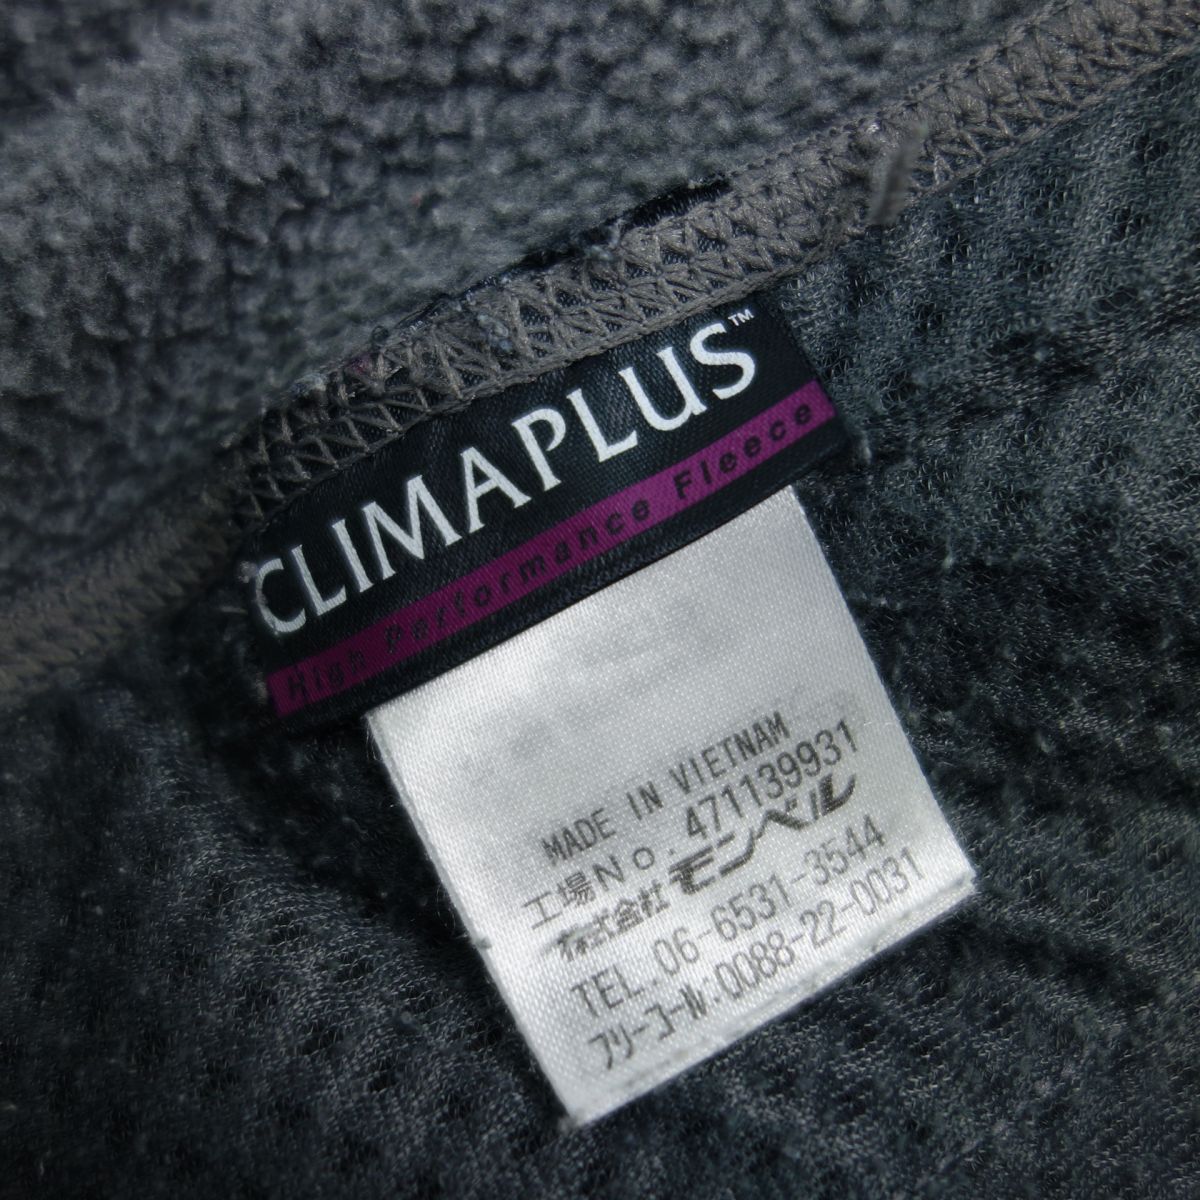 CLIMAPLUS™
High Performance Fleece
MADE IN VIETNAM
工場No.471139931
株式会社モンベル
TEL.06-6531-3544
フリーコール:0088-22-0031